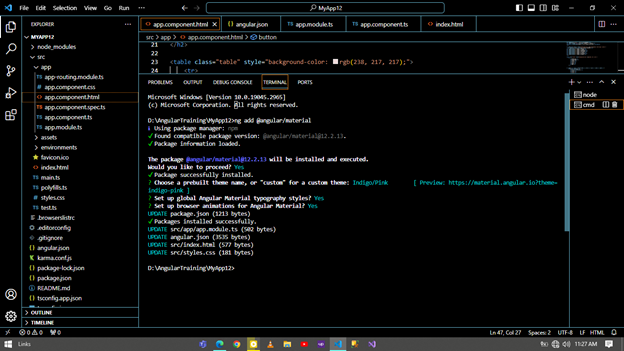 File Edit Selection View Go Run ... MyApp12
EXPLORER
MYAPP12
node_modules
src
app
TS app-routing.module.ts
# app.component.css
app.component.html
TS app.component.spec.ts
TS app.component.ts
TS app.module.ts
assets
environments
favicon.ico
index.html
TS main.ts
TS polyfills.ts
# styles.css
TS test.ts
.browserslistrc
.editorconfig
.gitignore
angular.json
karma.conf.js
package-lock.json
package.json
README.md
tsconfig.app.json
OUTLINE
TIMELINE
app.component.html angular.json TS app.module.ts TS app.component.ts index.html
src > app > app.component.html > button
21 </h2>
22
23 <table class="table" style="background-color: rgb(238, 217, 217);">
<tr>
PROBLEMS OUTPUT DEBUG CONSOLE TERMINAL PORTS
node
cmd
Microsoft Windows [Version 10.0.19045.2965]
(c) Microsoft Corporation. All rights reserved.
D:\AngularTraining\MyApp12>ng add @angular/material
i Using package manager: npm
✓ Found compatible package version: @angular/material@12.2.13.
✓ Package information loaded.
The package @angular/material@12.2.13 will be installed and executed.
Would you like to proceed? Yes
✓ Package successfully installed.
? Choose a prebuilt theme name, or "custom" for a custom theme: Indigo/Pink [ Preview: https://material.angular.io?theme=
indigo-pink ]
? Set up global Angular Material typography styles? Yes
? Set up browser animations for Angular Material? Yes
UPDATE package.json (1213 bytes)
✓ Packages installed successfully.
UPDATE src/app/app.module.ts (502 bytes)
UPDATE angular.json (3535 bytes)
UPDATE src/index.html (577 bytes)
UPDATE src/styles.css (181 bytes)
D:\AngularTraining\MyApp12>
0 0 0 Ln 47, Col 27 Spaces: 2 UTF-8 LF HTML
Links 11:27 AM